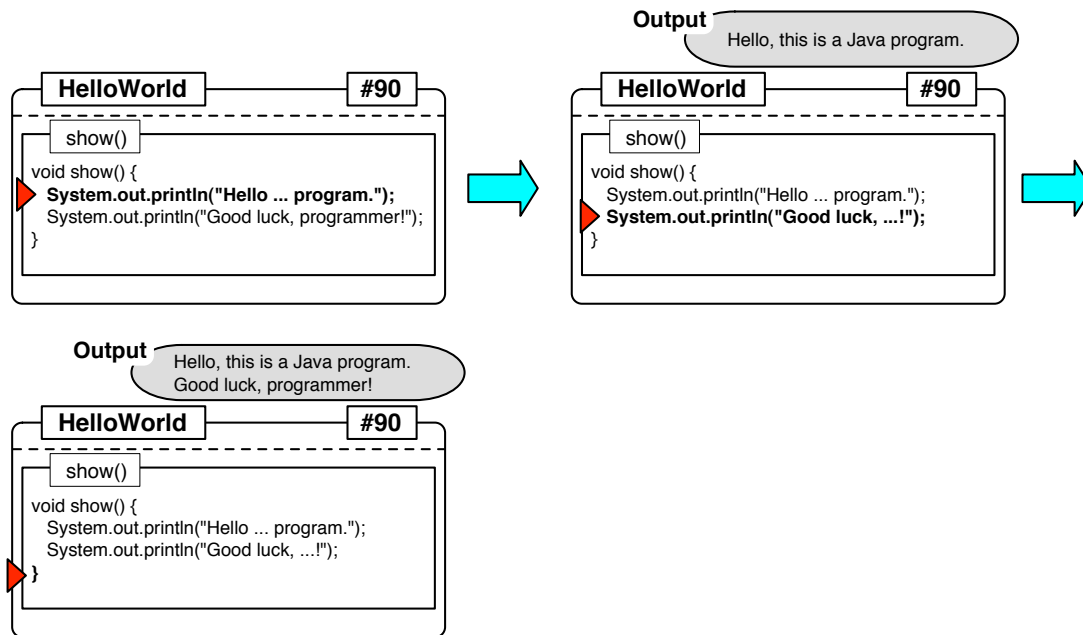 HelloWorld
#90
show()
void show() {
System.out.println("Hello ... program.");
System.out.println("Good luck, programmer!");
}
Output
Hello, this is a Java program.
HelloWorld
#90
show()
void show() {
System.out.println("Hello ... program.");
System.out.println("Good luck, ...!");
}
Output
Hello, this is a Java program.
Good luck, programmer!
HelloWorld
#90
show()
void show() {
System.out.println("Hello ... program.");
System.out.println("Good luck, ...!");
}